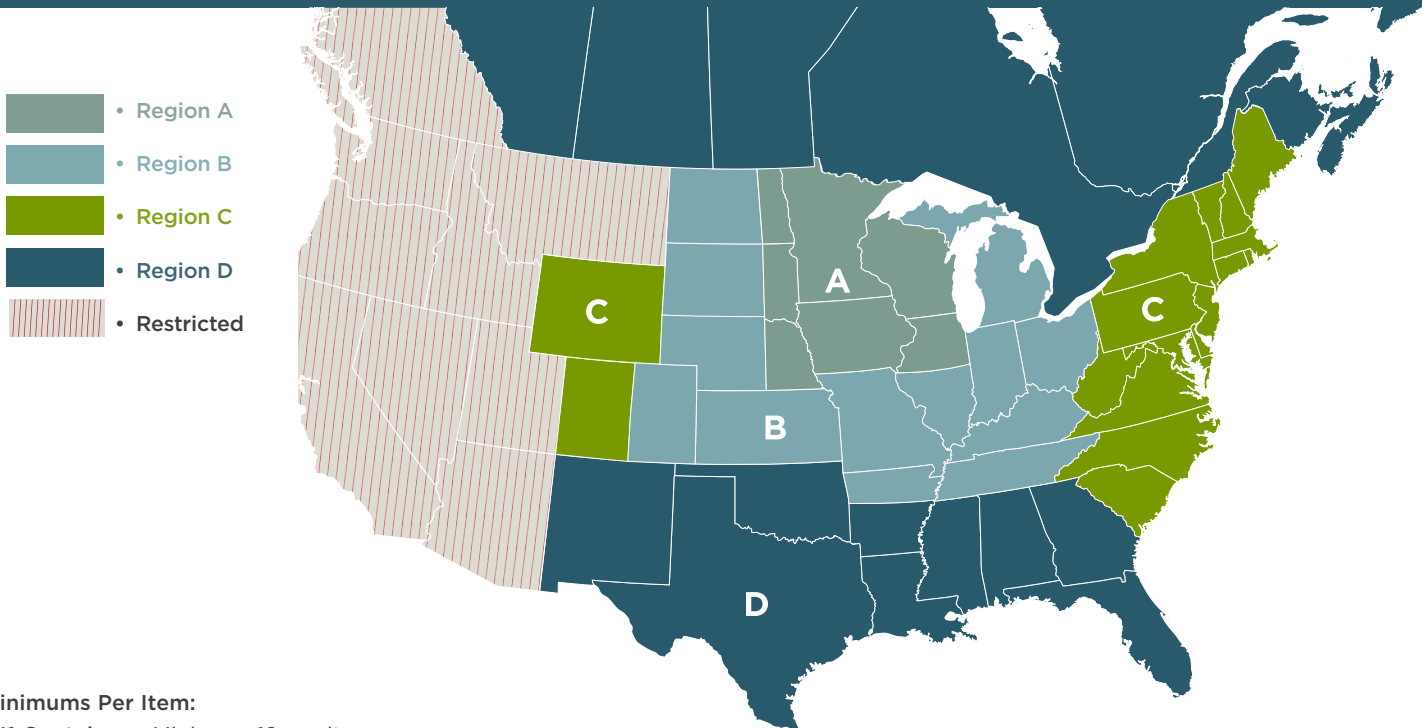 • Region A
• Region B
• Region C
• Region D
• Restricted
A
C
C
B
D
inimums Per Item: